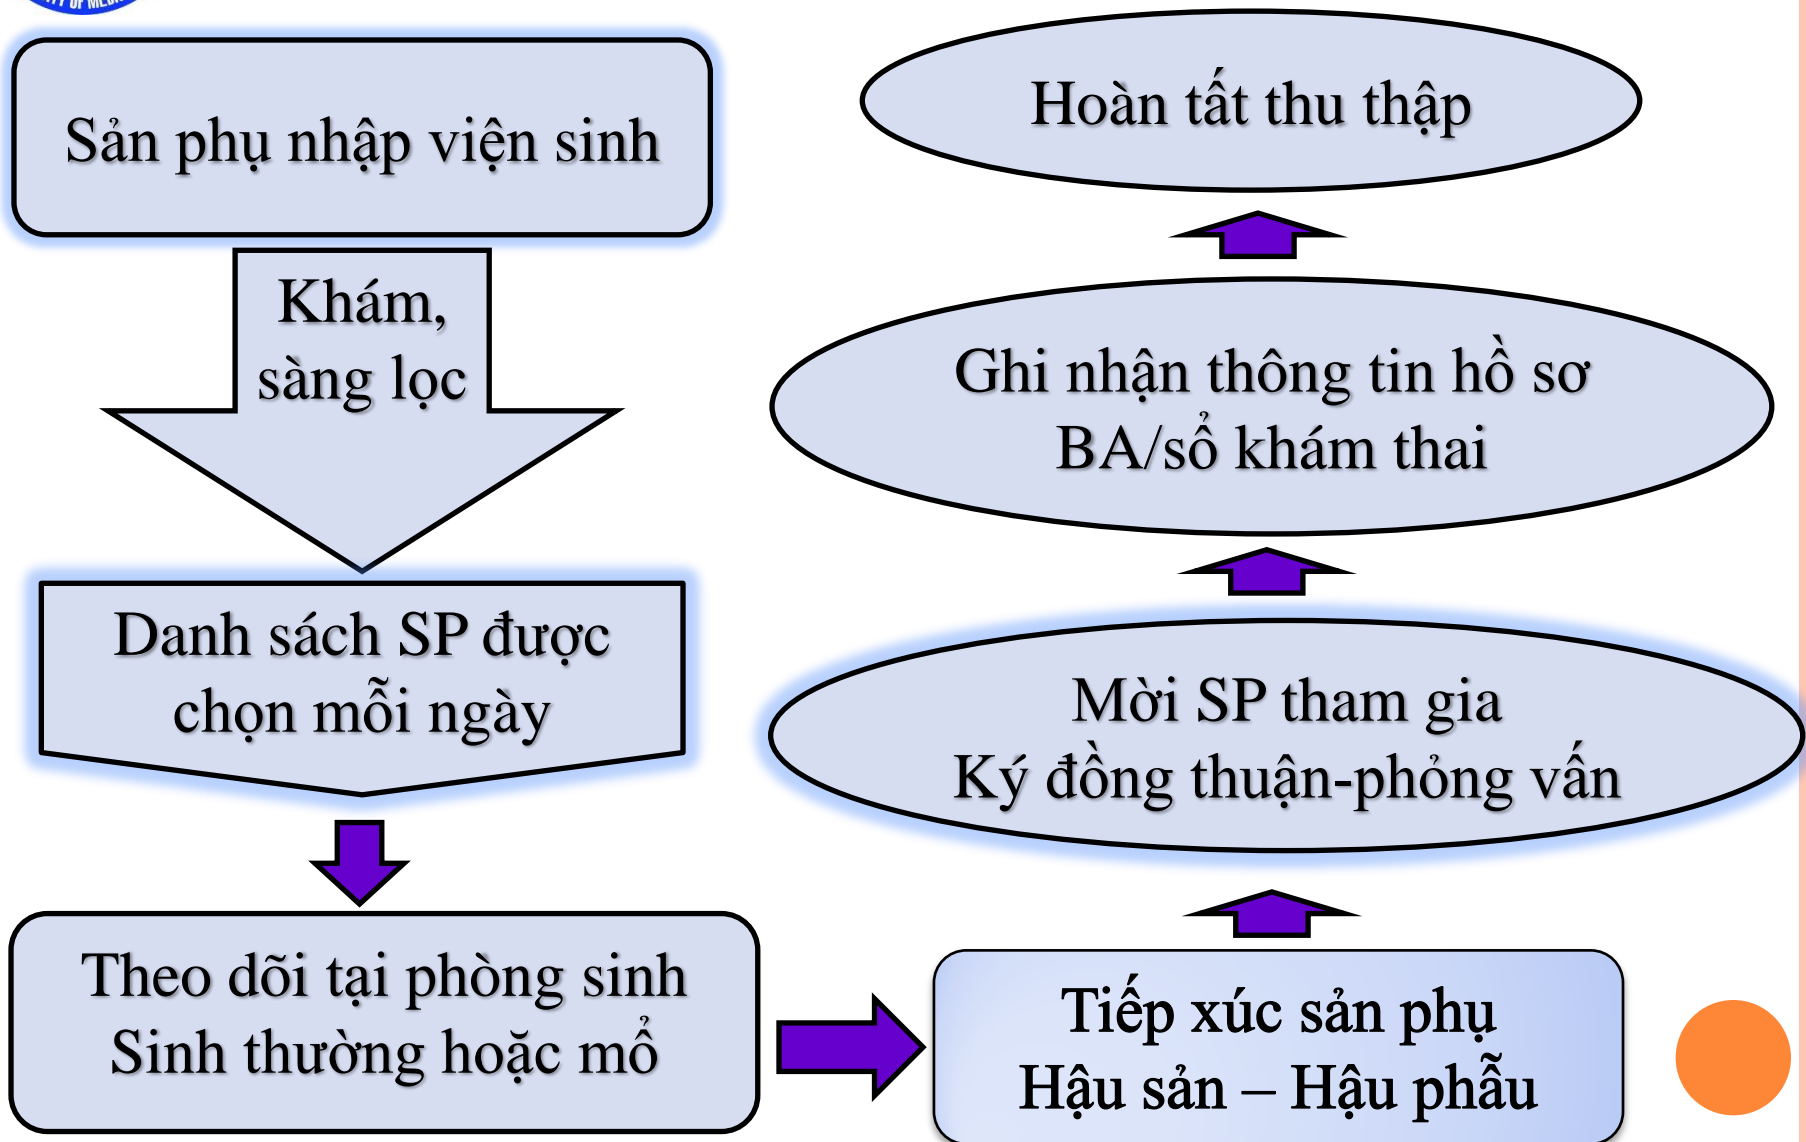 Sản phụ nhập viện sinh
Khám,
sàng lọc
Danh sách SP được
chọn mỗi ngày
Theo dõi tại phòng sinh
Sinh thường hoặc mổ
Tiếp xúc sản phụ
Hậu sản – Hậu phẫu
Mời SP tham gia
Ký đồng thuận-phỏng vấn
Ghi nhận thông tin hồ sơ
BA/sổ khám thai
Hoàn tất thu thập